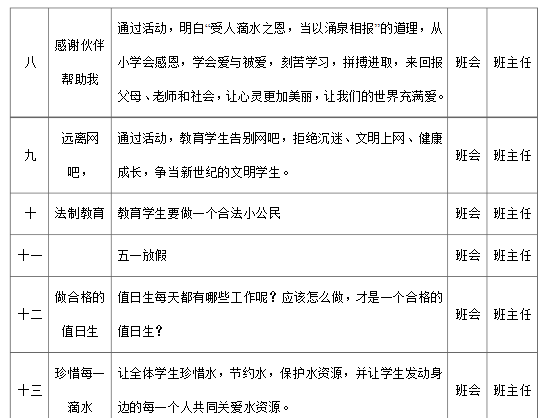 八
感谢伙伴
帮助我
通过活动，明白“受人滴水之恩，当以涌泉相报”的道理，从
小学会感恩，学会爱与被爱，刻苦学习，拼搏进取，来回报
父母、老师和社会，让心灵更加美丽，让我们的世界充满爱。
班会
班主任
九
远离网
吧，
通过活动，教育学生告别网吧，拒绝沉迷、文明上网、健康
成长，争当新世纪的文明学生。
班会
班主任
十
法制教育
教育学生要做一个合法小公民
班会
班主任
十一
五一放假
班会
班主任
十二
做合格的
值日生
值日生每天都有哪些工作呢？应该怎么做，才是一个合格的
值日生？
班会
班主任
十三
珍惜每一
滴水
让全体学生珍惜水，节约水，保护水资源，并让学生发动身
边的每一个人共同关爱水资源。
班会
班主任